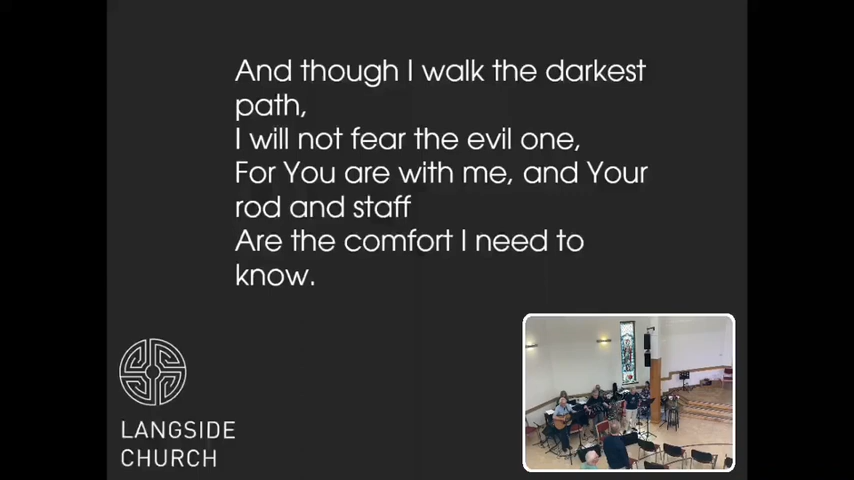 And though I walk the darkest
path,
I will not fear the evil one,
For You are with me, and Your
rod and staff
Are the comfort I need to
know.
LANGSIDE
CHURCH